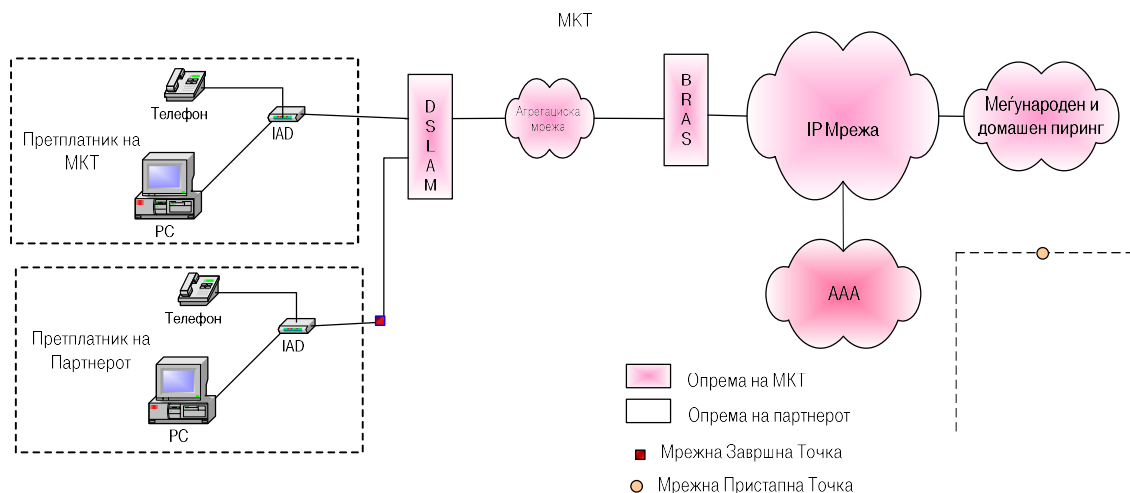 МКТ
Телефон
IAD
Претплатник на
МКТ
PC
DSLAM
Агрегациска
мрежа
BRAS
IP Мрежа
Меѓународен и
домашен пиринг
AAA
Телефон
IAD
Претплатник на
Партнерот
PC
Опрема на МКТ
Опрема на партнерот
Мрежна Завршна Точка
Мрежна Пристапна Точка